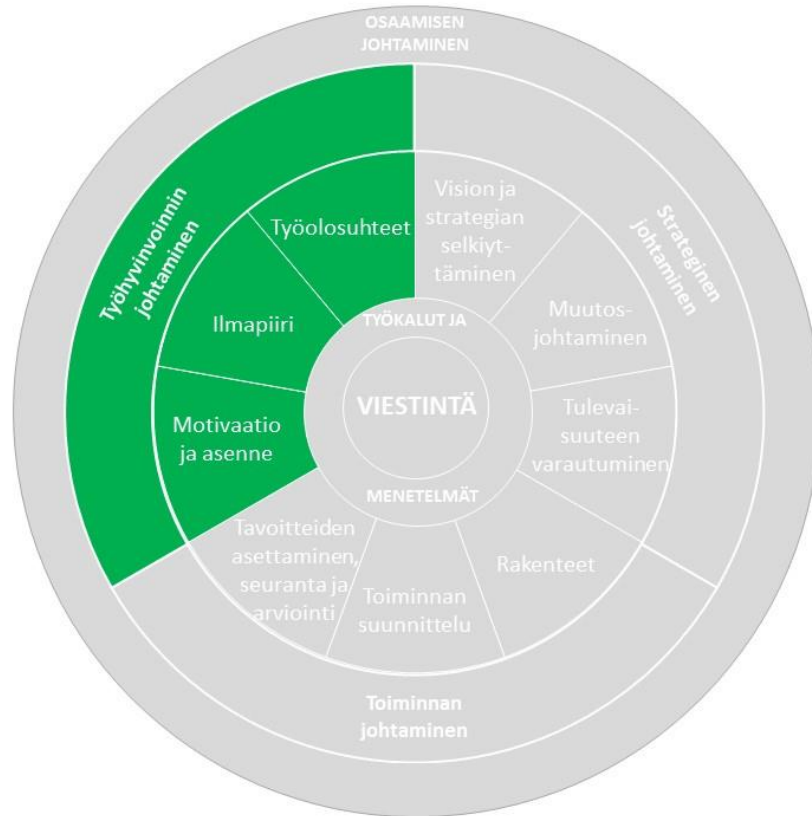 OSAAMISEN
JOHTAMINEN
Työhyvinvoinnin
johtaminen
Strateginen
johtaminen
Työolosuhteet
Vision ja
strategian
selkiyt-
täminen
Ilmapiiri
Muutos-
johtaminen
Motivaatio
ja asenne
Tulevai-
suuteen
varautuminen
TYÖKALUT JA
VIESTINTÄ
MENETELMÄT
Tavoitteiden
asettaminen,
seuranta ja
arviointi
Toiminnan
suunnittelu
Rakenteet
Toiminnan
johtaminen